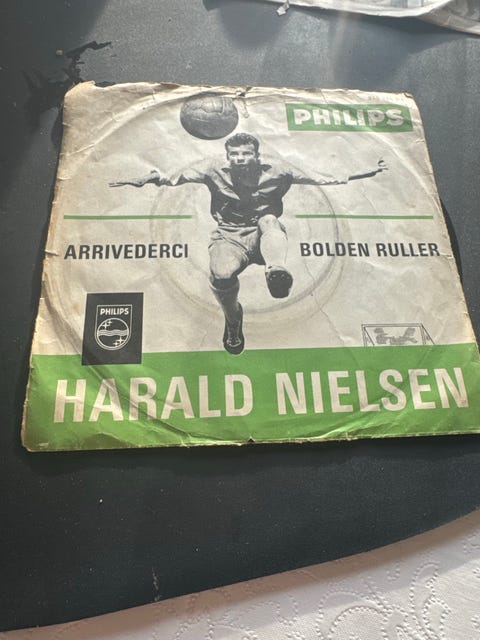 PHILIPS
ARRIVEDERCI
BOLDEN RULLER
PHILIPS
HARALD NIELSEN